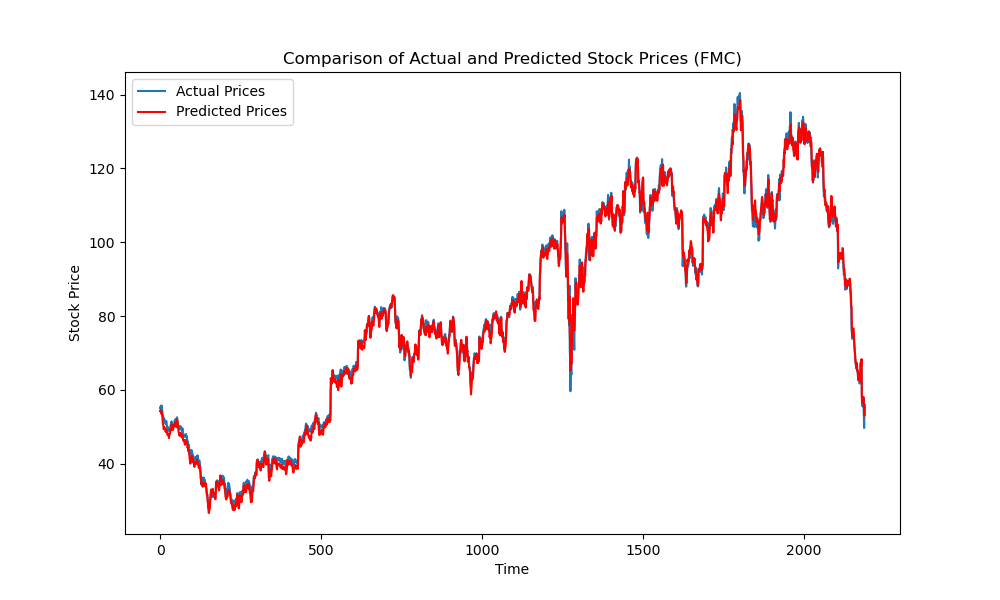 Comparison of Actual and Predicted Stock Prices (FMC)
Actual Prices
Predicted Prices
140
120
100
80
60
40
Stock Price
0
500
1000
1500
2000
Time